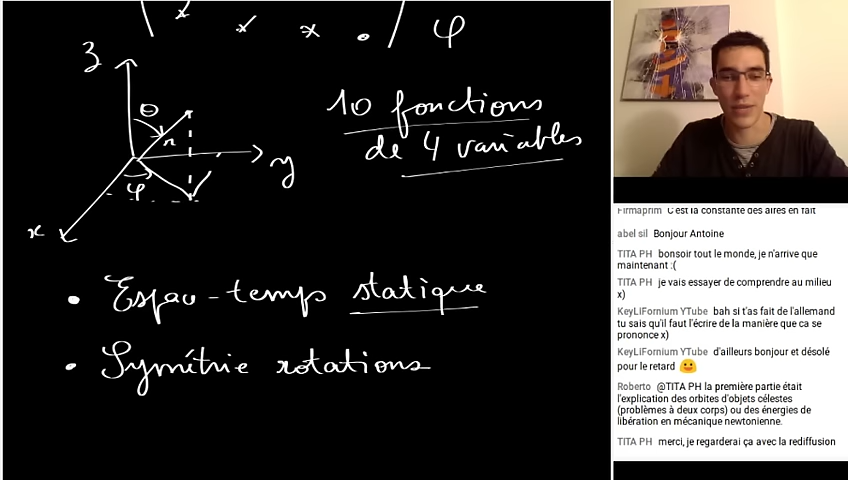 φ
z
10 fonctions
de 4 variables
θ
r
y
φ
x
• Espace-temps statique
• Symétrie rotations
Firmaprim C'est la constante des aires en fait
abel sil Bonjour Antoine
TITA PH bonsoir tout le monde, je n'arrive que
maintenant :(
TITA PH je vais essayer de comprendre au milieu
x)
KeyLiFornium YTube bah si t'as fait de l'allemand
tu sais qu'il faut l'écrire de la manière que ca se
prononce x)
KeyLiFornium YTube d'ailleurs bonjour et désolé
pour le retard
Roberto @TITA PH la première partie était
l'explication des orbites d'objets célestes
(problèmes à deux corps) ou des énergies de
libération en mécanique newtonienne.
TITA PH merci, je regarderai ça avec la rediffusion